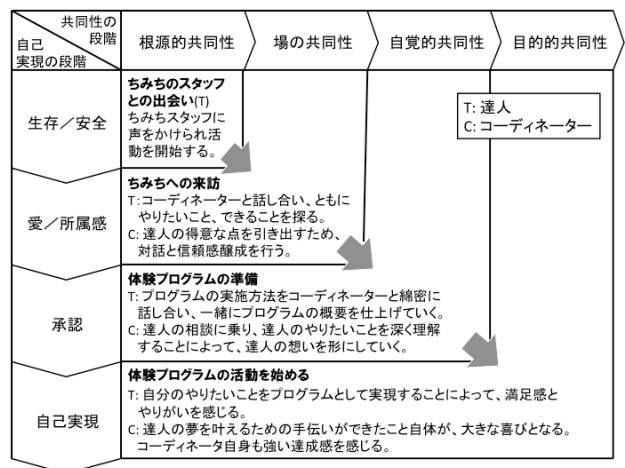 共同性の
段階
自己
実現の段階
根源的共同性
場の共同性
自覚的共同性
目的的共同性
T: 達人
C: コーディネーター
生存／安全
ちみちのスタッフ
との出会い(T)
ちみちスタッフに
声をかけられ活
動を開始する。
愛／所属感
ちみちへの来訪
T:コーディネーターと話し合い、ともに
やりたいこと、できることを探る。
C: 達人の得意な点を引き出すため、
対話と信頼感醸成を行う。
承認
体験プログラムの準備
T: プログラムの実施方法をコーディネーターと綿密に
話し合い、一緒にプログラムの概要を仕上げていく。
C: 達人の相談に乗り、達人のやりたいことを深く理解
することによって、達人の想いを形にしていく。
自己実現
体験プログラムの活動を始める
T: 自分のやりたいことをプログラムとして実現することによって、満足感と
やりがいを感じる。
C: 達人の夢を叶えるための手伝いができたこと自体が、大きな喜びとなる。
コーディネータ自身も強い達成感を感じる。